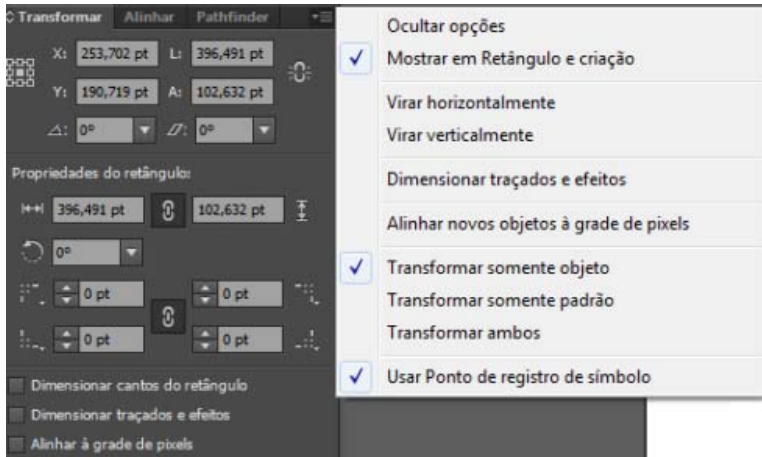 Transformar Alinhar Pathfinder
X: 253,702 pt L: 396,491 pt
Y: 190,719 pt A: 102,632 pt
0° 0°
Propriedades do retângulo:
396,491 pt 102,632 pt
0°
0 pt 0 pt
0 pt 0 pt
Dimensionar cantos do retângulo
Dimensionar traçados e efeitos
Alinhar à grade de pixels
Ocultar opções
Mostrar em Retângulo e criação
Virar horizontalmente
Virar verticalmente
Dimensionar traçados e efeitos
Alinhar novos objetos à grade de pixels
Transformar somente objeto
Transformar somente padrão
Transformar ambos
Usar Ponto de registro de símbolo